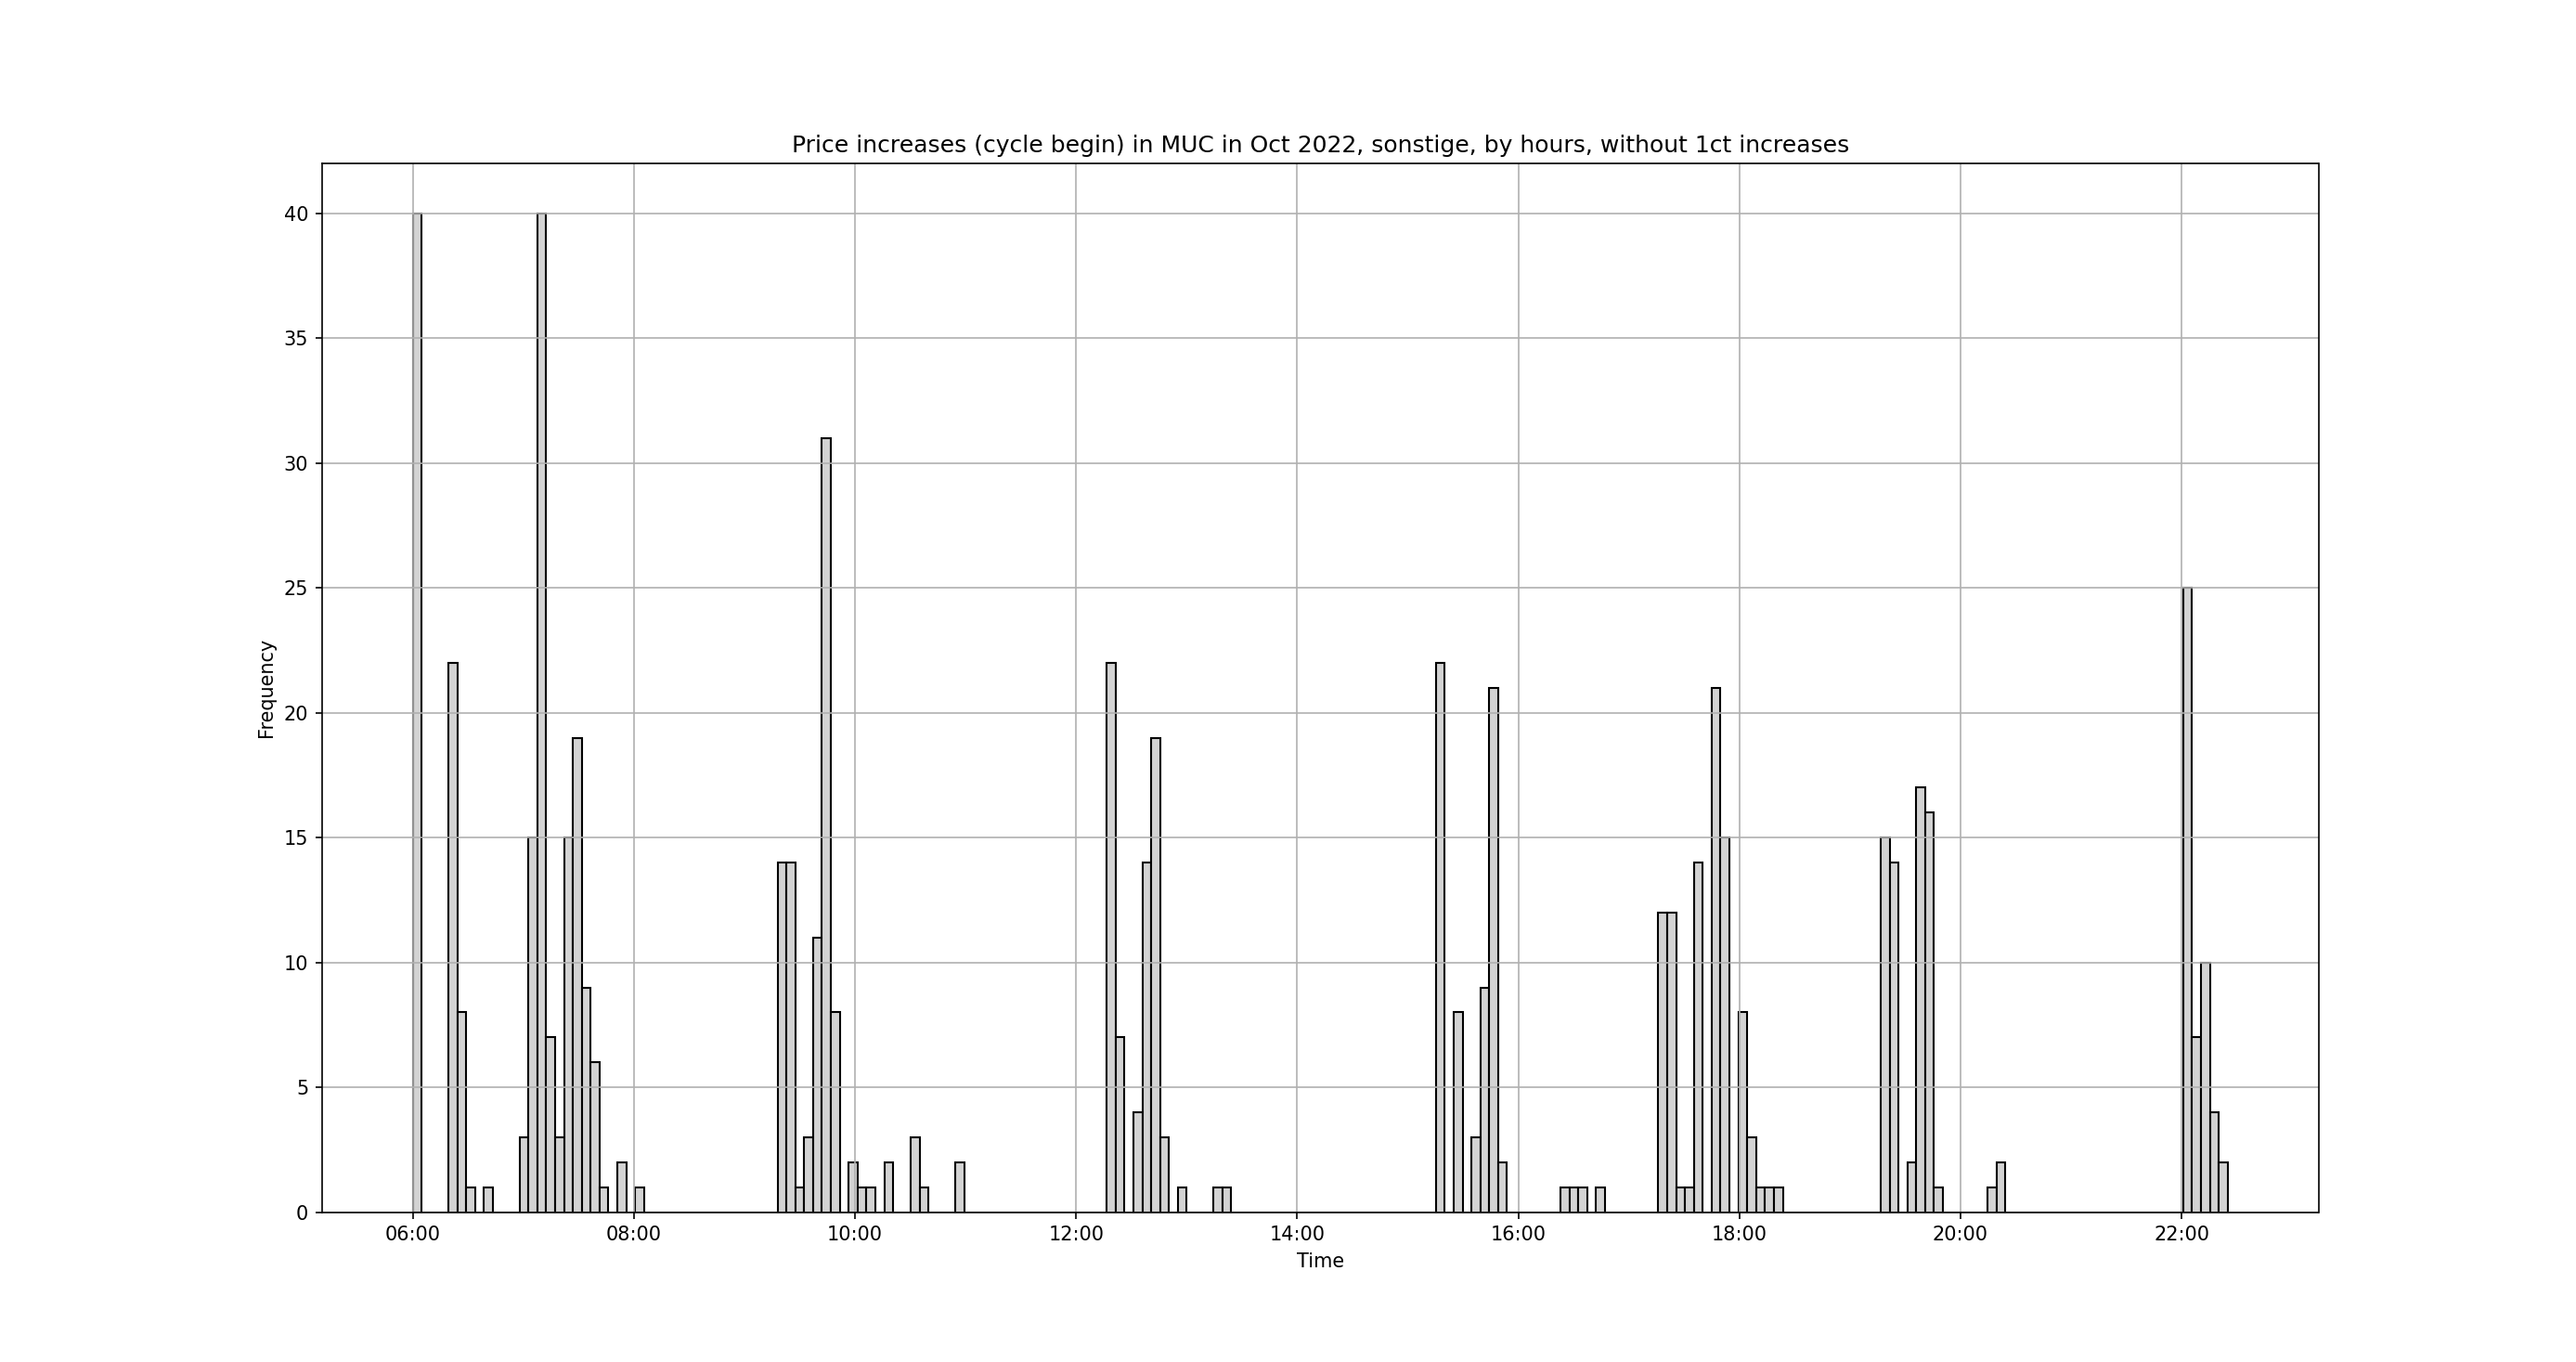 Price increases (cycle begin) in MUC in Oct 2022, sonstige, by hours, without 1ct increases
40
35
30
25
20
15
10
5
0
Frequency
06:00 08:00 10:00 12:00 14:00 16:00 18:00 20:00 22:00
Time